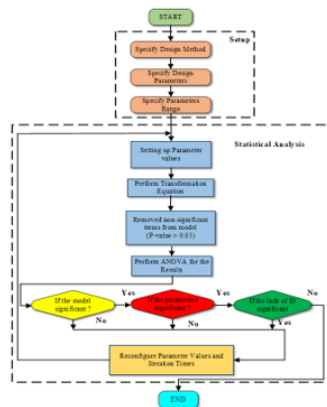 START
Setup
Specify Design Method
Specify Design
Parameters
Specify Parameters
Range
Statistical Analysis
Setting up Parameter
values
Perform Transformation
Equation
Removed non-significant
terms from model
(P-value > 0.05)
Perform ANOVA for the
Results
If the model
significant ?
Yes
If the parameters
significant ?
Yes
If the lack of fit
significant
No
No
No
Yes
Reconfigure Parameter Values and
Iteration Times
END